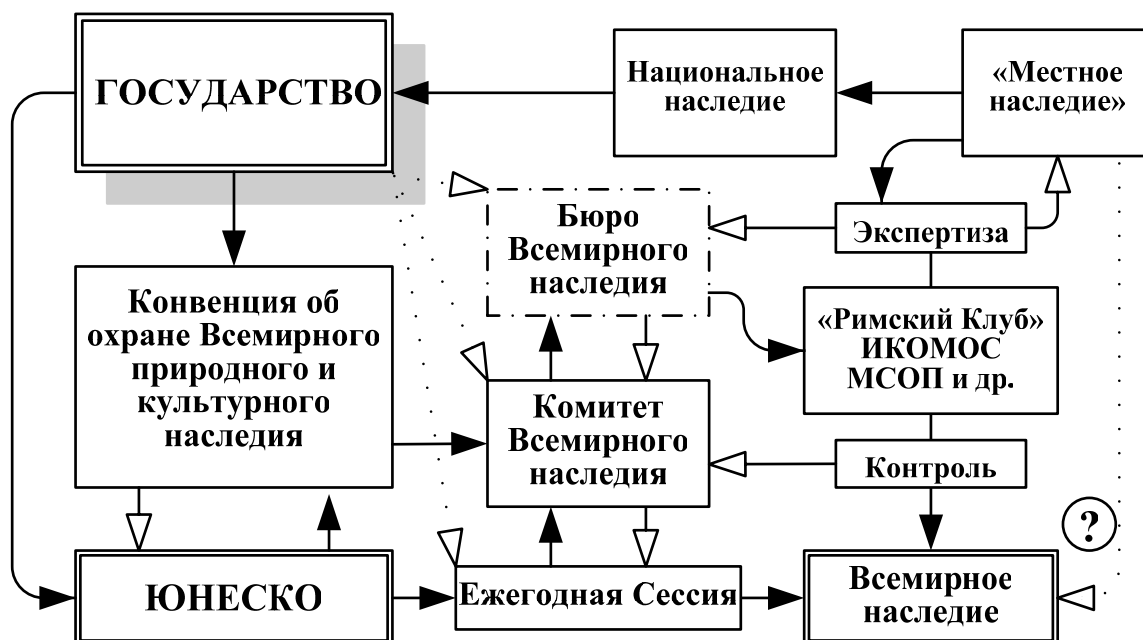 ГОСУДАРСТВО
Национальное
наследие
«Местное
наследие»
Бюро
Всемирного
наследия
Экспертиза
Конвенция об
охране Всемирного
природного и
культурного
наследия
«Римский Клуб»
ИКОМОС
МСОП и др.
Комитет
Всемирного
наследия
Контроль
?
ЮНЕСКО
Ежегодная Сессия
Всемирное
наследие